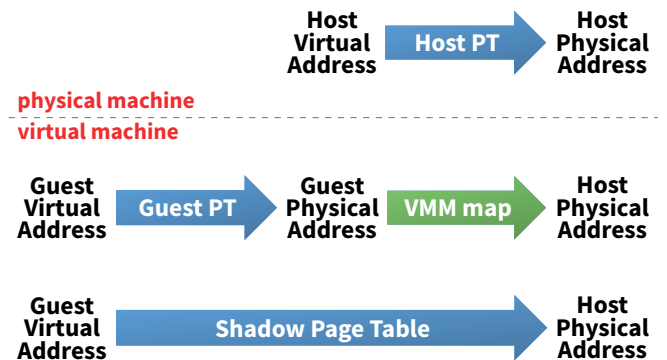 Host
Virtual
Address
Host PT
Host
Physical
Address
physical machine
virtual machine
Guest
Virtual
Address
Guest PT
Guest
Physical
Address
VMM map
Host
Physical
Address
Guest
Virtual
Address
Shadow Page Table
Host
Physical
Address